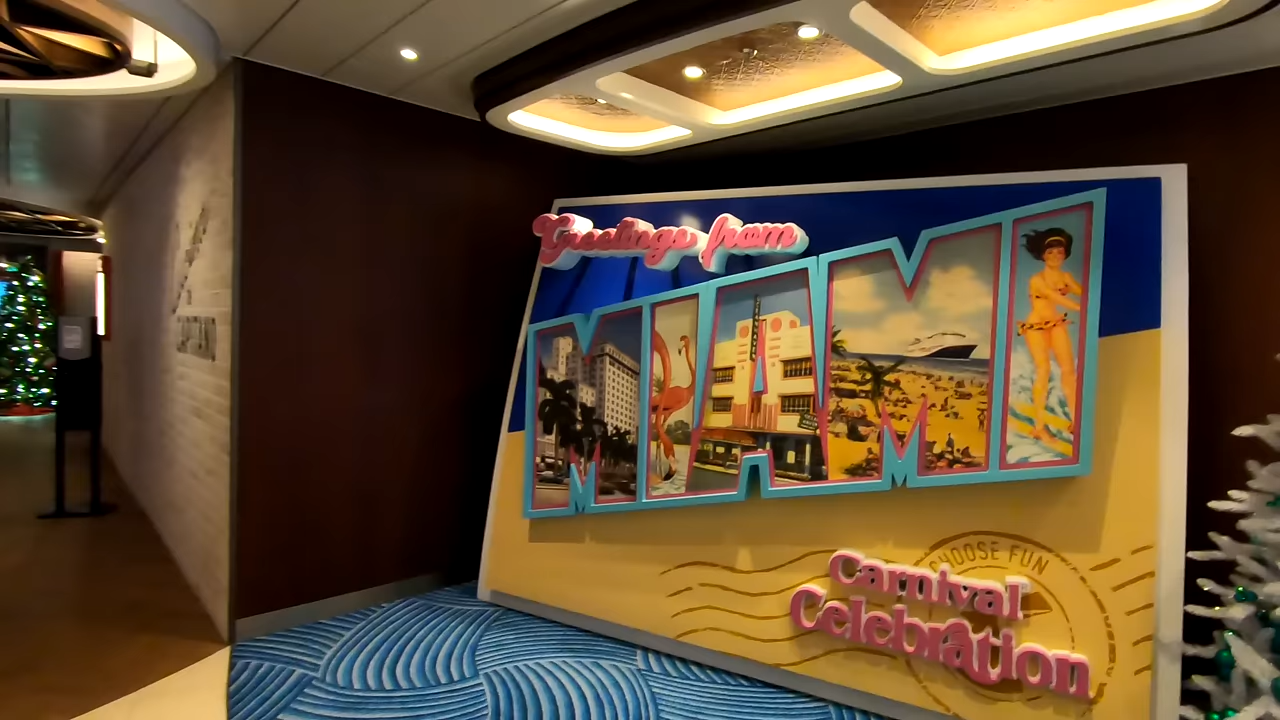 Greetings from
MIAMI
CHOOSE FUN
Carnival
Celebration